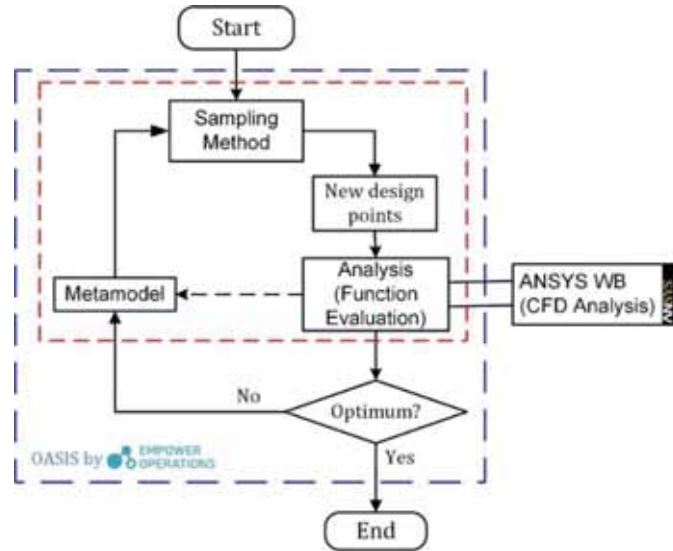 Start
Sampling
Method
New design
points
Analysis
(Function
Evaluation)
Metamodel
ANSYS WB
(CFD Analysis)
ANSYS
No
Optimum?
Yes
OASIS by EMPOWER
OPERATIONS
End